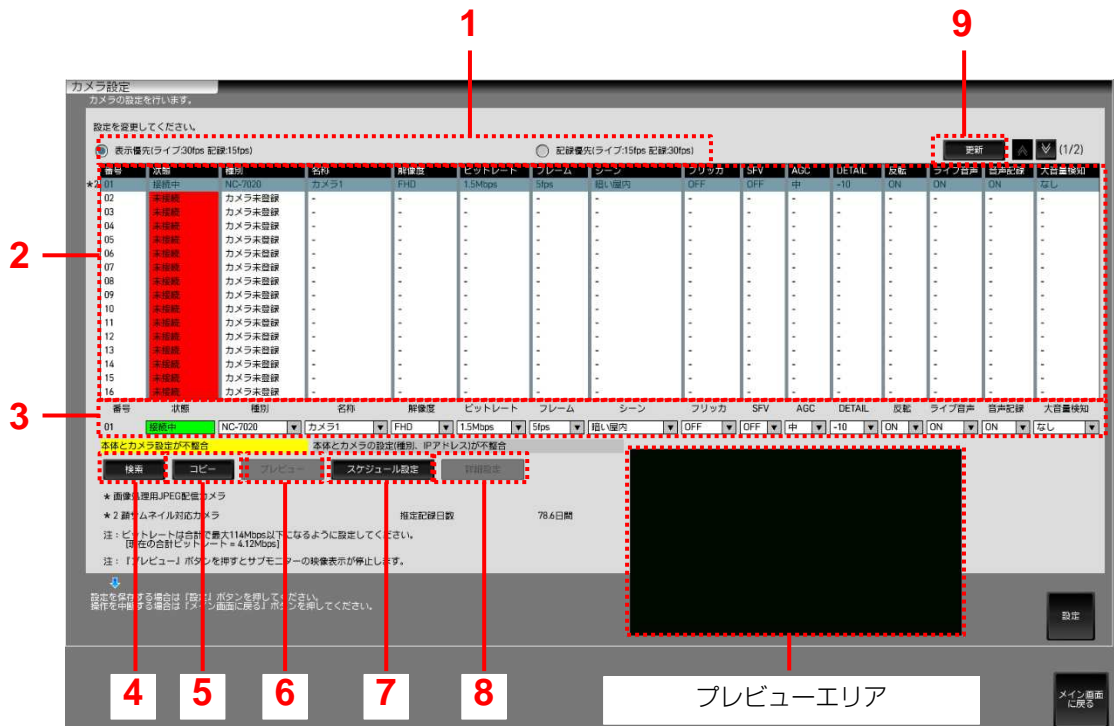 1
9
カメラ設定
カメラの設定を行います。
設定を変更してください。
表示優先(ライブ:30fps 記録:15fps)
記録優先(ライブ:15fps 記録:30fps)
更新
(1/2)
番号 状態 種別 名称 解像度 ビットレート フレーム シーン フリッカ SFV AGC DETAIL 反転 ライブ音声 音声記録 大音量検知
★2 01 接続中 NC-7020 カメラ1 FHD 1.5Mbps 5fps 暗い屋内 OFF OFF 中 -10 ON ON ON なし
02 未接続 カメラ未登録 - - - - - - - - - - - - -
03 未接続 カメラ未登録 - - - - - - - - - - - - -
04 未接続 カメラ未登録 - - - - - - - - - - - - -
05 未接続 カメラ未登録 - - - - - - - - - - - - -
2
06 未接続 カメラ未登録 - - - - - - - - - - - - -
07 未接続 カメラ未登録 - - - - - - - - - - - - -
08 未接続 カメラ未登録 - - - - - - - - - - - - -
09 未接続 カメラ未登録 - - - - - - - - - - - - -
10 未接続 カメラ未登録 - - - - - - - - - - - - -
11 未接続 カメラ未登録 - - - - - - - - - - - - -
12 未接続 カメラ未登録 - - - - - - - - - - - - -
13 未接続 カメラ未登録 - - - - - - - - - - - - -
14 未接続 カメラ未登録 - - - - - - - - - - - - -
15 未接続 カメラ未登録 - - - - - - - - - - - - -
16 未接続 カメラ未登録 - - - - - - - - - - - - -
3
番号 状態 種別 名称 解像度 ビットレート フレーム シーン フリッカ SFV AGC DETAIL 反転 ライブ音声 音声記録 大音量検知
01 接続中 NC-7020 カメラ1 FHD 1.5Mbps 5fps 暗い屋内 OFF OFF 中 -10 ON ON ON なし
本体とカメラ設定が不整合 本体とカメラの設定(種別、IPアドレス)が不整合
検索 コピー プレビュー スケジュール設定 詳細設定
★ 画像処理用JPEG配信カメラ
★2 顔サムネイル対応カメラ 推定記録日数 78.6日間
注：ビットレートは合計で最大114Mbps以下になるように設定してください。
[現在の合計ビットレート = 4.12Mbps]
注：『プレビュー』ボタンを押すとサブモニターの映像表示が停止します。
設定を保存する場合は『設定』ボタンを押してください。
操作を中断する場合は『メイン画面に戻る』ボタンを押してください。
設定
4 5 6 7 8
プレビューエリア
メイン画面
に戻る